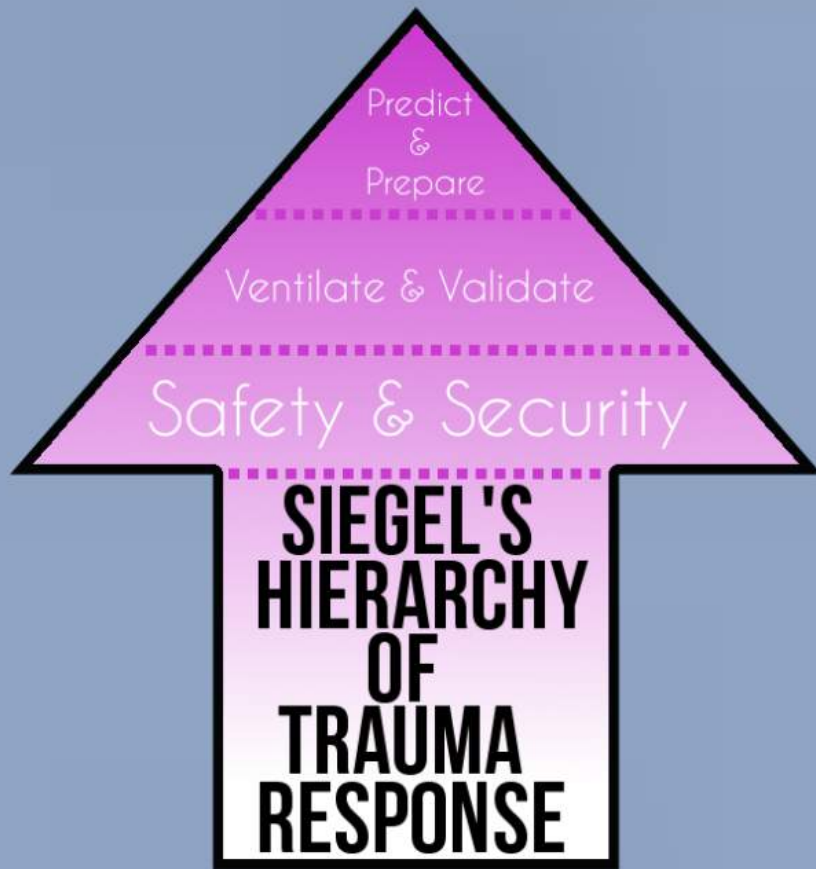 Predict
&
Prepare
Ventilate & Validate
Safety & Security
SIEGEL'S
HIERARCHY
OF
TRAUMA
RESPONSE